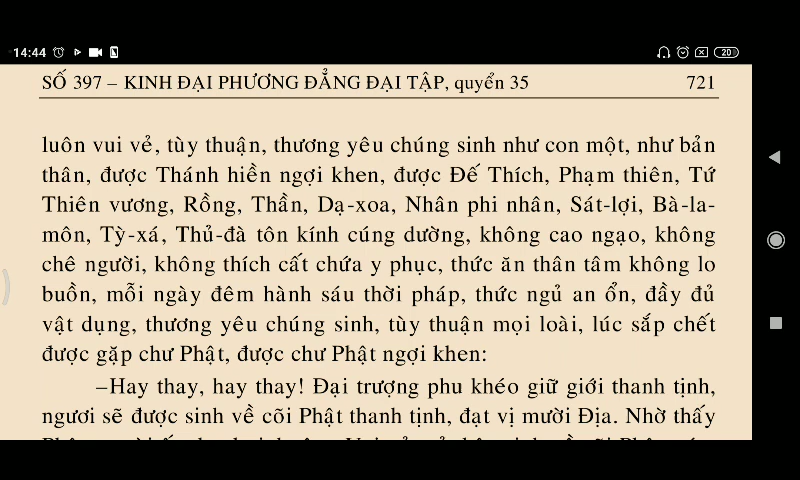 14:44
20
SỐ 397 – KINH ĐẠI PHƯƠNG ĐẲNG ĐẠI TẬP, quyển 35 721
luôn vui vẻ, tùy thuận, thương yêu chúng sinh như con một, như bản
thân, được Thánh hiền ngợi khen, được Đế Thích, Phạm thiên, Tứ
Thiên vương, Rồng, Thần, Dạ-xoa, Nhân phi nhân, Sát-lợi, Bà-la-
môn, Tỳ-xá, Thủ-đà tôn kính cúng dường, không cao ngạo, không
chê người, không thích cất chứa y phục, thức ăn thân tâm không lo
buồn, mỗi ngày đêm hành sáu thời pháp, thức ngủ an ổn, đầy đủ
vật dụng, thương yêu chúng sinh, tùy thuận mọi loài, lúc sắp chết
được gặp chư Phật, được chư Phật ngợi khen:
–Hay thay, hay thay! Đại trượng phu khéo giữ giới thanh tịnh,
ngươi sẽ được sinh về cõi Phật thanh tịnh, đạt vị mười Địa. Nhờ thấy